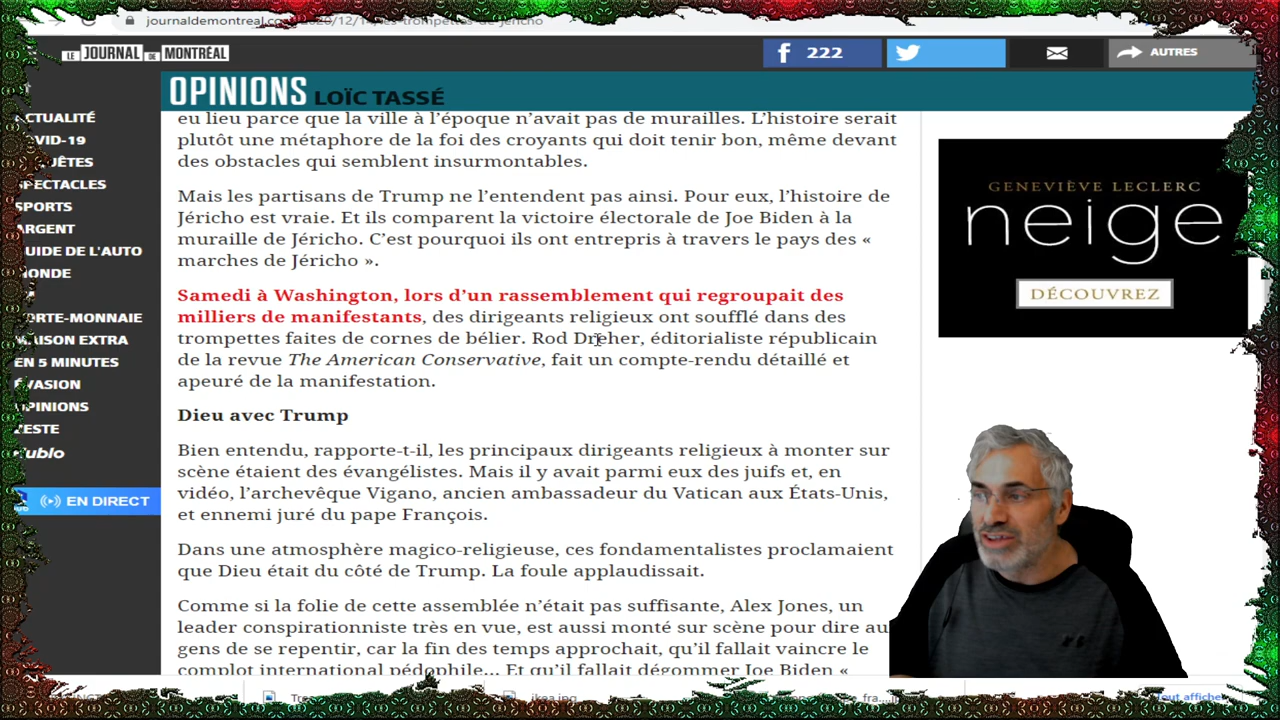 journaldemontreal.com/2020/12/14/les-trompettes-de-jericho
LE JOURNAL DE MONTRÉAL
222
AUTRES
OPINIONS LOÏC TASSÉ
CTUALITÉ
VID-19
QUÊTES
SPECTACLES
SPORTS
ARGENT
UIDE DE L'AUTO
ONDE
ORTE-MONNAIE
AISON EXTRA
EN 5 MINUTES
ÉVASION
OPINIONS
ZESTE
ublo
EN DIRECT
eu lieu parce que la ville à l’époque n’avait pas de murailles. L’histoire serait
plutôt une métaphore de la foi des croyants qui doit tenir bon, même devant
des obstacles qui semblent insurmontables.
Mais les partisans de Trump ne l’entendent pas ainsi. Pour eux, l’histoire de
Jéricho est vraie. Et ils comparent la victoire électorale de Joe Biden à la
muraille de Jéricho. C’est pourquoi ils ont entrepris à travers le pays des «
marches de Jéricho ».
Samedi à Washington, lors d’un rassemblement qui regroupait des
milliers de manifestants, des dirigeants religieux ont soufflé dans des
trompettes faites de cornes de bélier. Rod Dreher, éditorialiste républicain
de la revue The American Conservative, fait un compte-rendu détaillé et
apeuré de la manifestation.
Dieu avec Trump
Bien entendu, rapporte-t-il, les principaux dirigeants religieux à monter sur
scène étaient des évangélistes. Mais il y avait parmi eux des juifs et, en
vidéo, l’archevêque Vigano, ancien ambassadeur du Vatican aux États-Unis,
et ennemi juré du pape François.
Dans une atmosphère magico-religieuse, ces fondamentalistes proclamaient
que Dieu était du côté de Trump. La foule applaudissait.
Comme si la folie de cette assemblée n’était pas suffisante, Alex Jones, un
leader conspirationniste très en vue, est aussi monté sur scène pour dire au
gens de se repentir, car la fin des temps approchait, qu’il fallait vaincre le
complot international pédophile... Et qu’il fallait dégommer Joe Biden «
GENEVIÈVE LECLERC
neige
DÉCOUVREZ
ikea.jpg
fra...
tout affiche